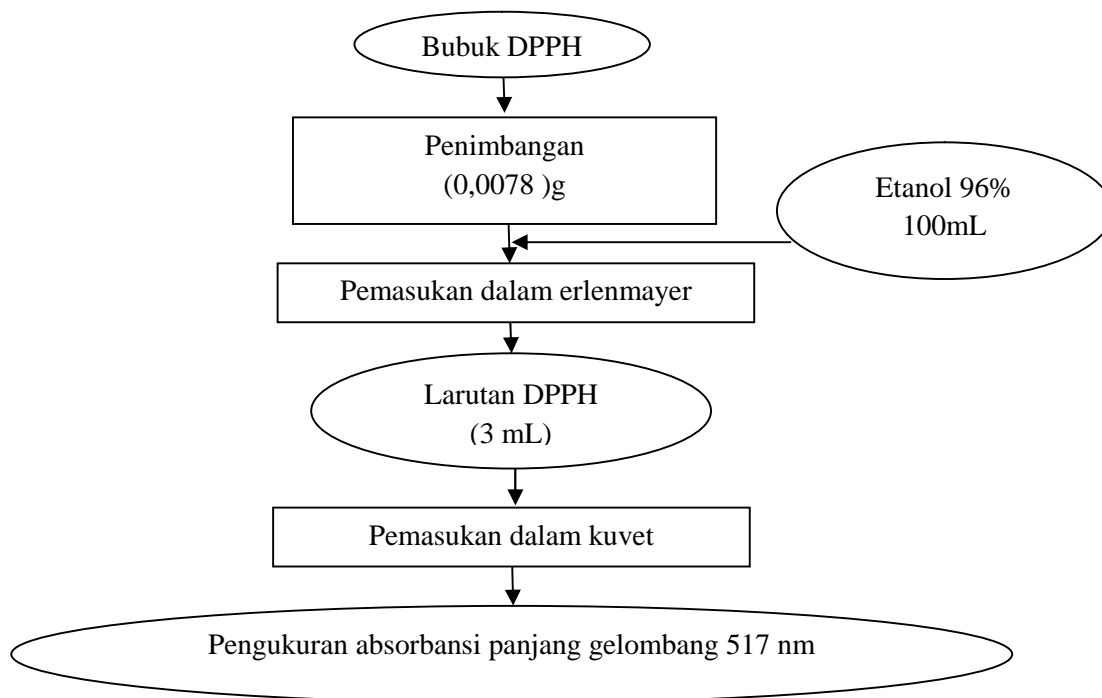 Bubuk DPPH
Penimbangan
(0,0078 )g
Etanol 96%
100mL
Pemasukan dalam erlenmayer
Larutan DPPH
(3 mL)
Pemasukan dalam kuvet
Pengukuran absorbansi panjang gelombang 517 nm